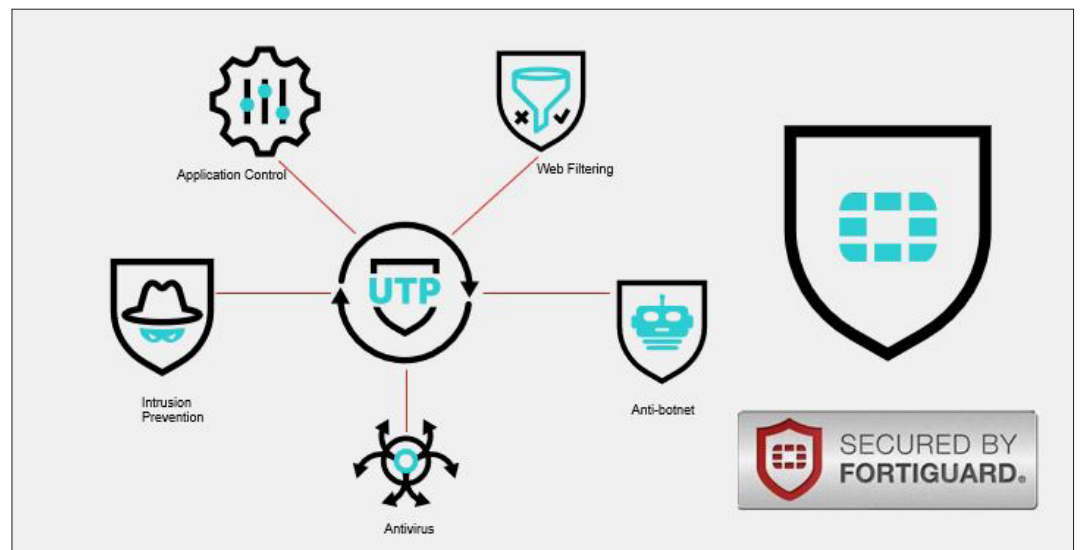 Application Control
Web Filtering
UTP
Intrusion
Prevention
Anti-botnet
Antivirus
SECURED BY
FORTIGUARD®